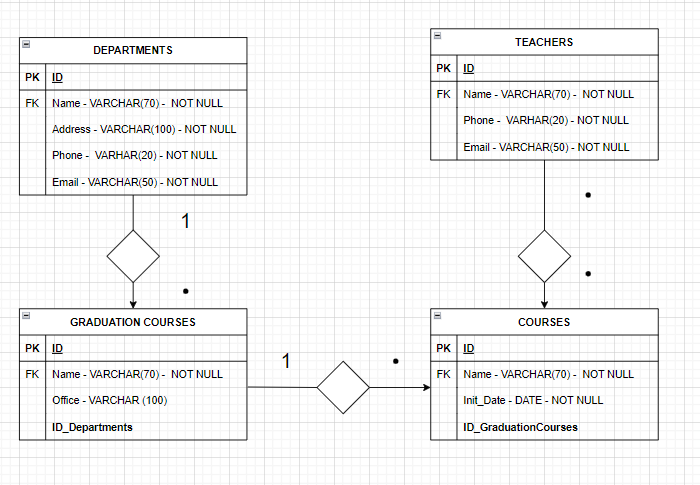 DEPARTMENTS
PK ID
FK Name - VARCHAR(70) - NOT NULL
Address - VARCHAR(100) - NOT NULL
Phone - VARHAR(20) - NOT NULL
Email - VARCHAR(50) - NOT NULL
TEACHERS
PK ID
FK Name - VARCHAR(70) - NOT NULL
Phone - VARHAR(20) - NOT NULL
Email - VARCHAR(50) - NOT NULL
1
•
•
•
GRADUATION COURSES
PK ID
FK Name - VARCHAR(70) - NOT NULL
Office - VARCHAR (100)
ID_Departments
1
•
COURSES
PK ID
FK Name - VARCHAR(70) - NOT NULL
Init_Date - DATE - NOT NULL
ID_GraduationCourses